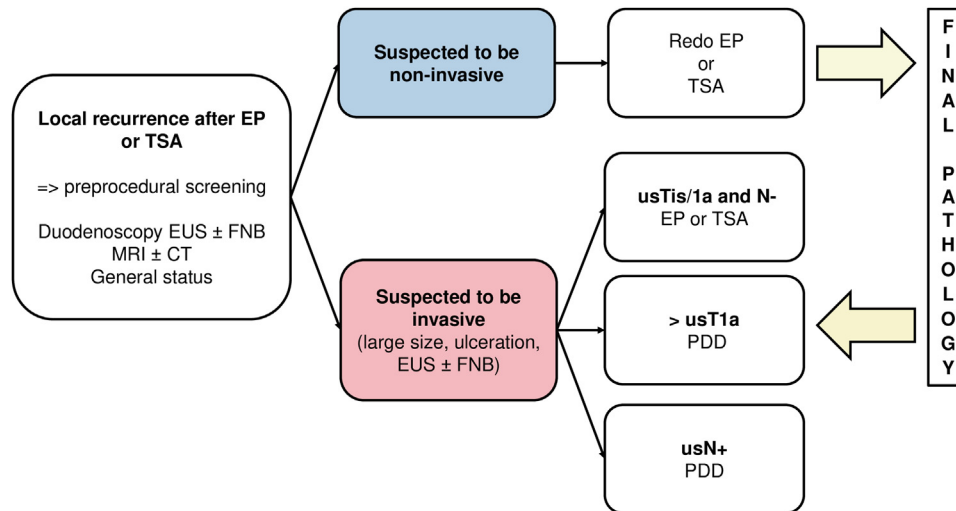 Local recurrence after EP
or TSA
=> preprocedural screening
Duodenoscopy EUS ± FNB
MRI ± CT
General status
Suspected to be
non-invasive
Redo EP
or
TSA
Suspected to be
invasive
(large size, ulceration,
EUS ± FNB)
usTis/1a and N-
EP or TSA
> usT1a
PDD
usN+
PDD
FINAL PATHOLOGY